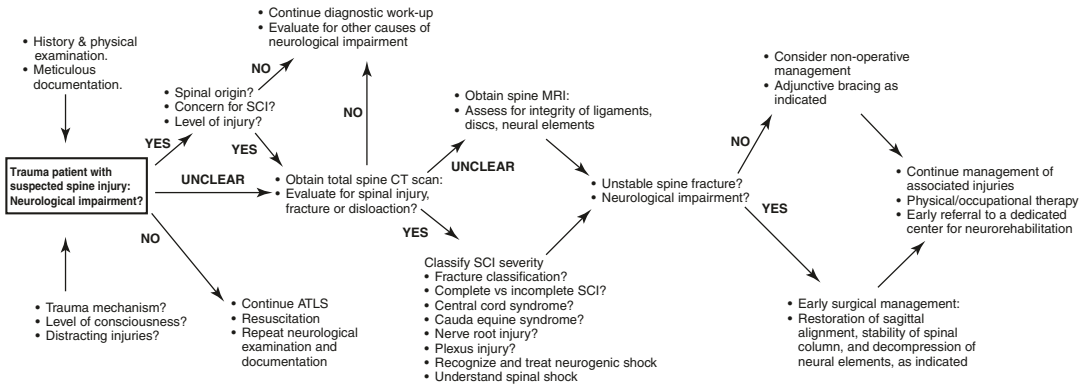 • History & physical
examination.
• Meticulous
documentation.
Trauma patient with
suspected spine injury:
Neurological impairment?
• Trauma mechanism?
• Level of consciousness?
• Distracting injuries?
YES
UNCLEAR
NO
• Spinal origin?
• Concern for SCI?
• Level of injury?
NO
YES
• Continue diagnostic work-up
• Evaluate for other causes of
neurological impairment
NO
• Obtain total spine CT scan:
• Evaluate for spinal injury,
fracture or disloaction?
• Continue ATLS
• Resuscitation
• Repeat neurological
examination and
documentation
UNCLEAR
YES
• Obtain spine MRI:
• Assess for integrity of ligaments,
discs, neural elements
Classify SCI severity
• Fracture classification?
• Complete vs incomplete SCI?
• Central cord syndrome?
• Cauda equine syndrome?
• Nerve root injury?
• Plexus injury?
• Recognize and treat neurogenic shock
• Understand spinal shock
• Unstable spine fracture?
• Neurological impairment?
NO
YES
• Consider non-operative
management
• Adjunctive bracing as
indicated
• Early surgical management:
• Restoration of sagittal
alignment, stability of spinal
column, and decompression of
neural elements, as indicated
• Continue management of
associated injuries
• Physical/occupational therapy
• Early referral to a dedicated
center for neurorehabilitation